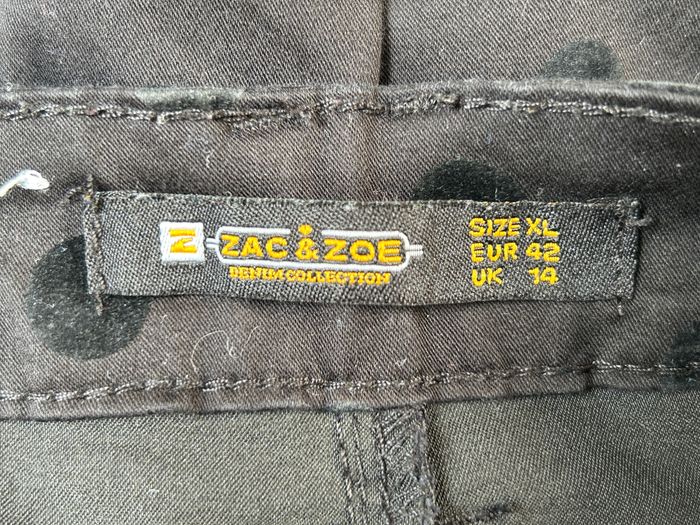 Z ZAC & ZOE
DENIM COLLECTION
SIZE XL
EUR 42
UK 14